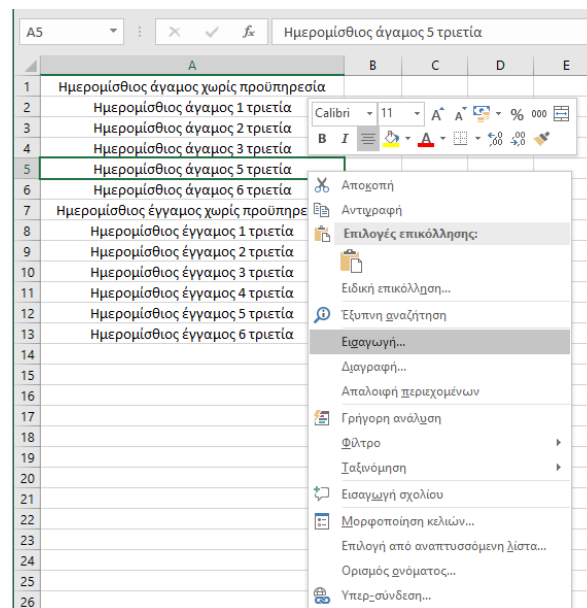 A5
fx
Ημερομίσθιος άγαμος 5 τριετία
A B C D E
1 Ημερομίσθιος άγαμος χωρίς προϋπηρεσία
2 Ημερομίσθιος άγαμος 1 τριετία
3 Ημερομίσθιος άγαμος 2 τριετία
4 Ημερομίσθιος άγαμος 3 τριετία
5 Ημερομίσθιος άγαμος 5 τριετία
6 Ημερομίσθιος άγαμος 6 τριετία
7 Ημερομίσθιος έγγαμος χωρίς προϋπηρε
8 Ημερομίσθιος έγγαμος 1 τριετία
9 Ημερομίσθιος έγγαμος 2 τριετία
10 Ημερομίσθιος έγγαμος 3 τριετία
11 Ημερομίσθιος έγγαμος 4 τριετία
12 Ημερομίσθιος έγγαμος 5 τριετία
13 Ημερομίσθιος έγγαμος 6 τριετία
14
15
16
17
18
19
20
21
22
23
24
25
26
Calibri 11 A A % 000
B I A ,00 ,00
Αποκοπή
Αντιγραφή
Επιλογές επικόλλησης:
Ειδική επικόλληση...
Έξυπνη αναζήτηση
Εισαγωγή...
Διαγραφή...
Απαλοιφή περιεχομένων
Γρήγορη ανάλυση
Φίλτρο
Ταξινόμηση
Εισαγωγή σχολίου
Μορφοποίηση κελιών...
Επιλογή από αναπτυσσόμενη λίστα...
Ορισμός ονόματος...
Υπερ-σύνδεση...